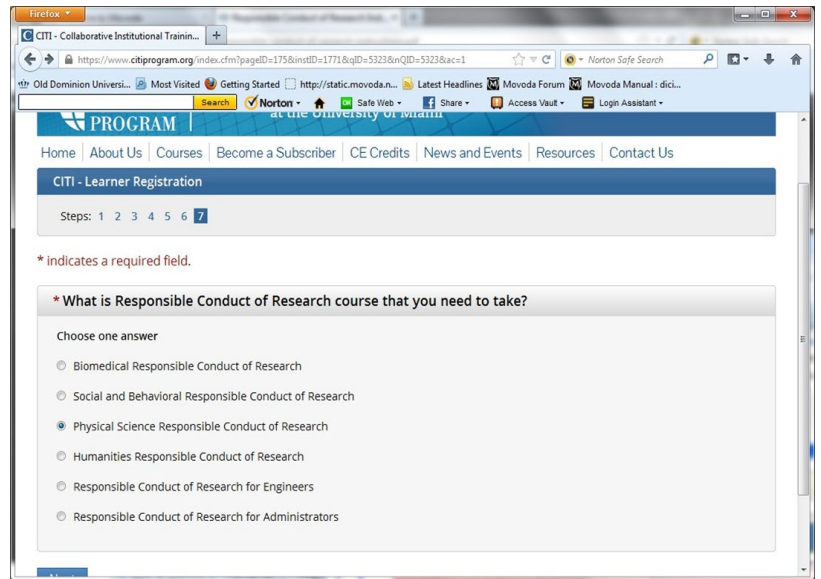 Firefox
CITI - Collaborative Institutional Trainin...
https://www.citiprogram.org/index.cfm?pageID=175&instID=1771&qID=5323&nQID=5323&ac=1
Norton Safe Search
Old Dominion Universi... Most Visited Getting Started http://static.movoda.n... Latest Headlines Movoda Forum Movoda Manual : dici...
Search Norton Safe Web Share Access Vault Login Assistant
PROGRAM
at the University of Miami
Home About Us Courses Become a Subscriber CE Credits News and Events Resources Contact Us
CITI - Learner Registration
Steps: 1 2 3 4 5 6 7
* indicates a required field.
* What is Responsible Conduct of Research course that you need to take?
Choose one answer
Biomedical Responsible Conduct of Research
Social and Behavioral Responsible Conduct of Research
Physical Science Responsible Conduct of Research
Humanities Responsible Conduct of Research
Responsible Conduct of Research for Engineers
Responsible Conduct of Research for Administrators